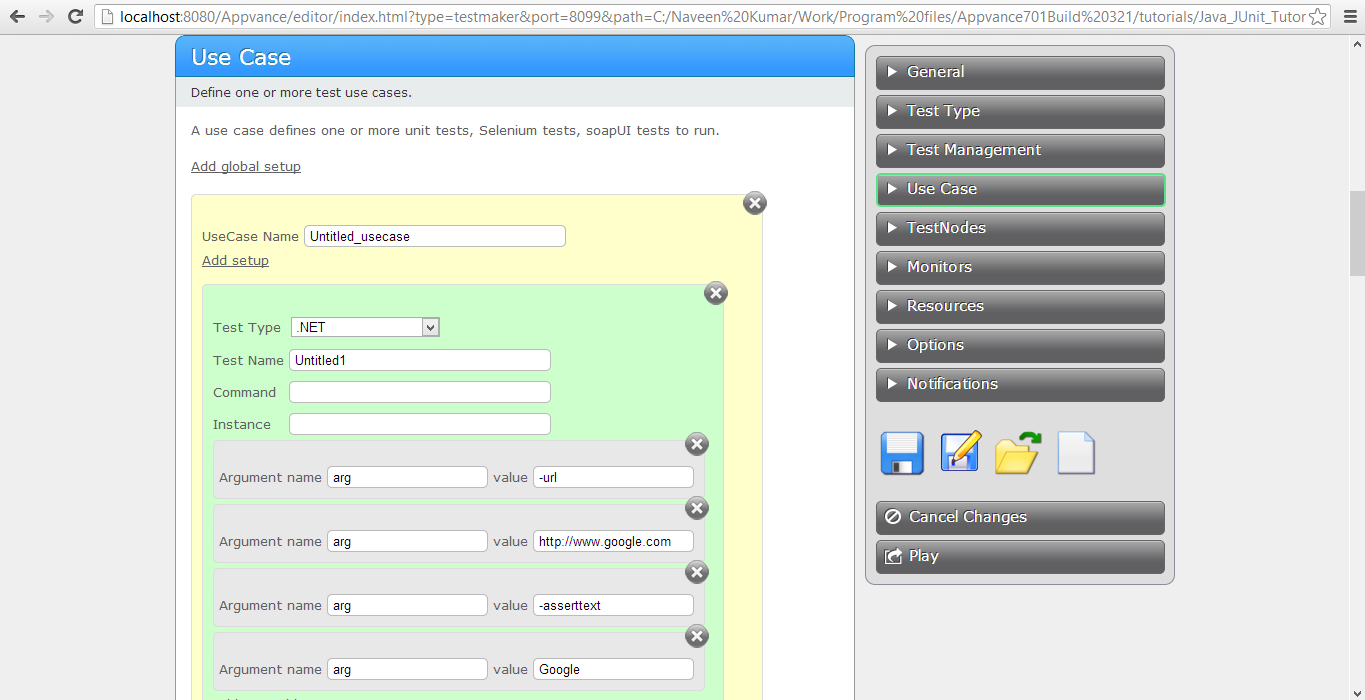 localhost:8080/Appvance/editor/index.html?type=testmaker&port=8099&path=C:/Naveen%20Kumar/Work/Program%20files/Appvance701Build%20321/tutorials/Java_JUnit_Tutor
Use Case
Define one or more test use cases.
A use case defines one or more unit tests, Selenium tests, soapUI tests to run.
Add global setup
UseCase Name Untitled_usecase
Add setup
Test Type .NET
Test Name Untitled1
Command
Instance
Argument name arg value -url
Argument name arg value http://www.google.com
Argument name arg value -asserttext
Argument name arg value Google
General
Test Type
Test Management
Use Case
TestNodes
Monitors
Resources
Options
Notifications
Cancel Changes
Play